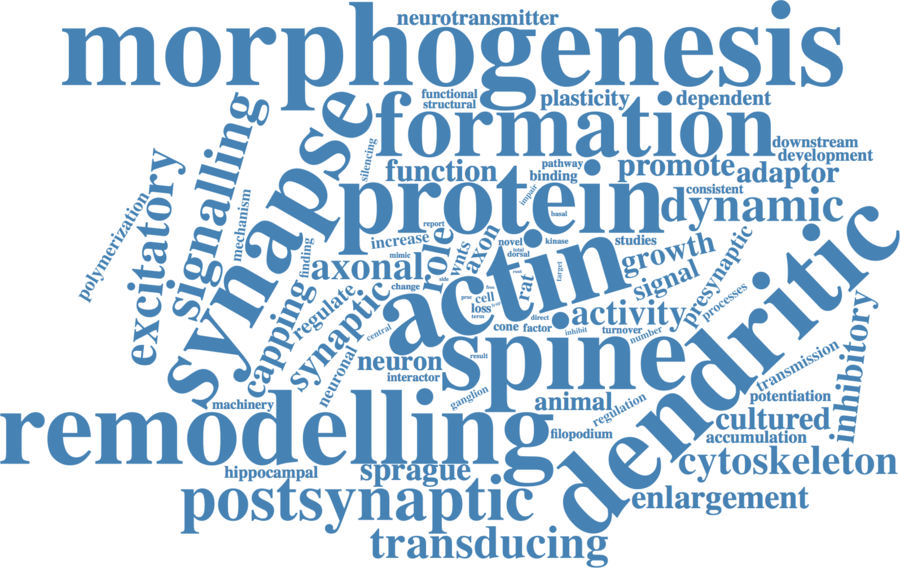 neurotransmitter
morphogenesis
functional
structural
plasticity
dependent
formation
downstream
development
silencing
synapse
signalling
excitatory
polymerization
mechanism
function
pathway
binding
promote
adaptor
protein
impair
basal
consistent
dynamic
dendritic
report
increase
role
wnts
axon
novel
total
dorsal
kinase
studies
growth
signal
presynaptic
processes
finding
mimic
axonal
side
change
actin
rat
target
free
cell
loss
term
direct
cone
factor
inhibit
turnover
number
activity
capping
regulate
synaptic
central
neuronal
neuron
interactor
result
spine
inhibitory
transmission
potentiation
machinery
ganglion
animal
regulation
filopodium
cultured
accumulation
remodelling
hippocampal
sprague
cytoskeleton
postsynaptic
enlargement
transducing